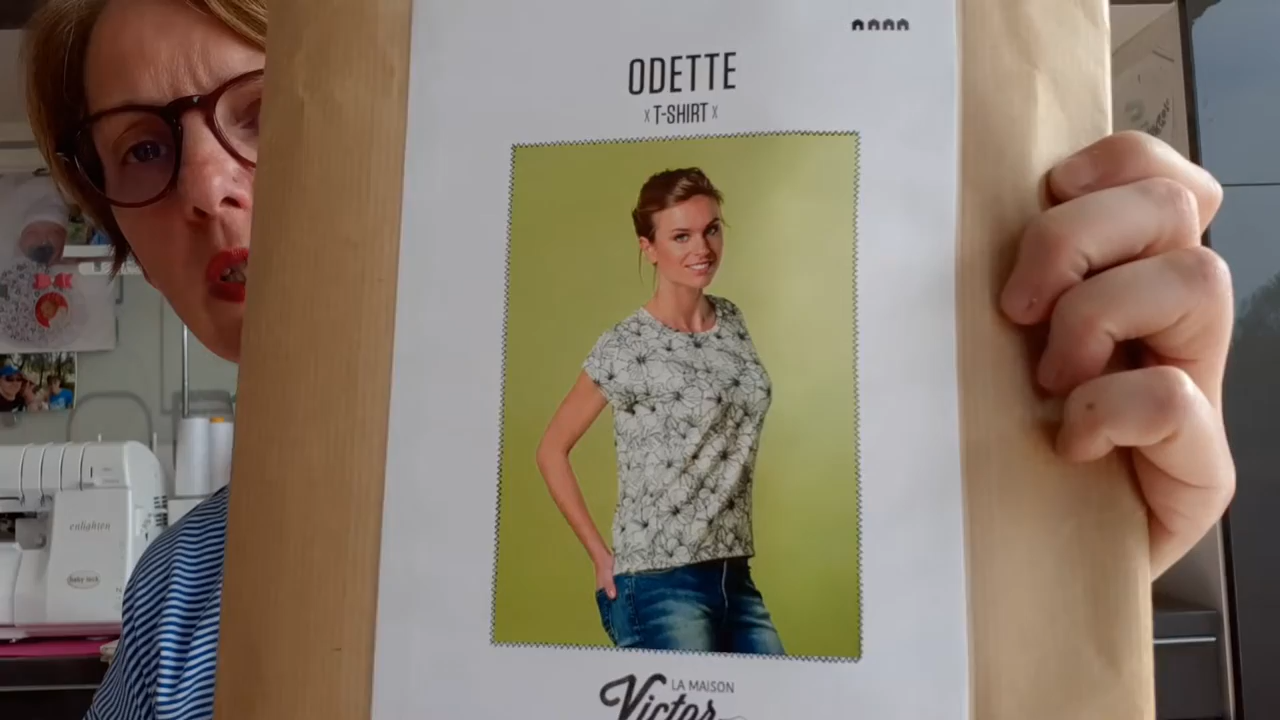 ODETTE
x T-SHIRT x
LA MAISON
Victor
enlighten
baby lock